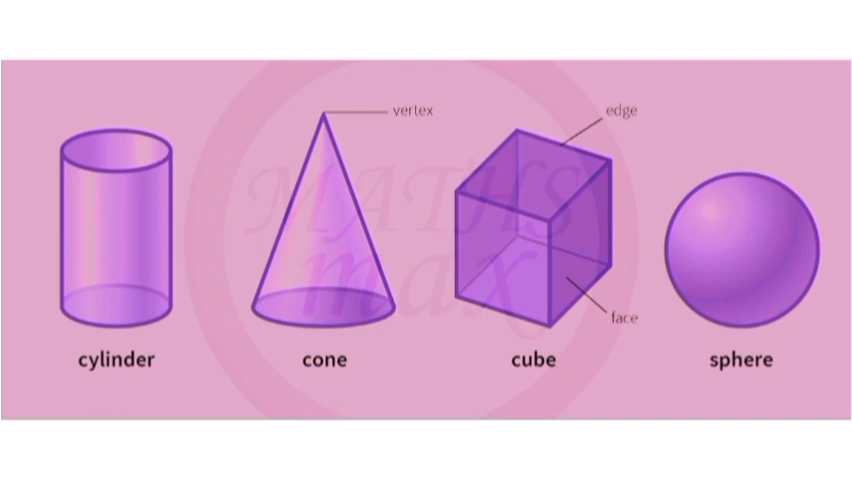 vertex
edge
MATHS
max
face
cylinder
cone
cube
sphere